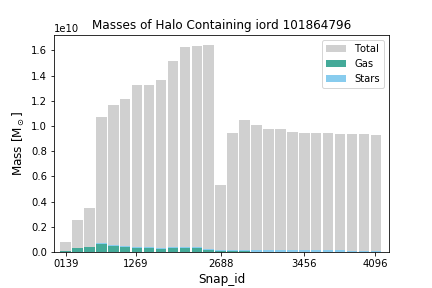 Masses of Halo Containing iord 101864796
1e10
1.6
1.4
1.2
1.0
0.8
0.6
0.4
0.2
0.0
Mass [M⊙]
Total
Gas
Stars
0139 1269 2688 3456 4096
Snap_id